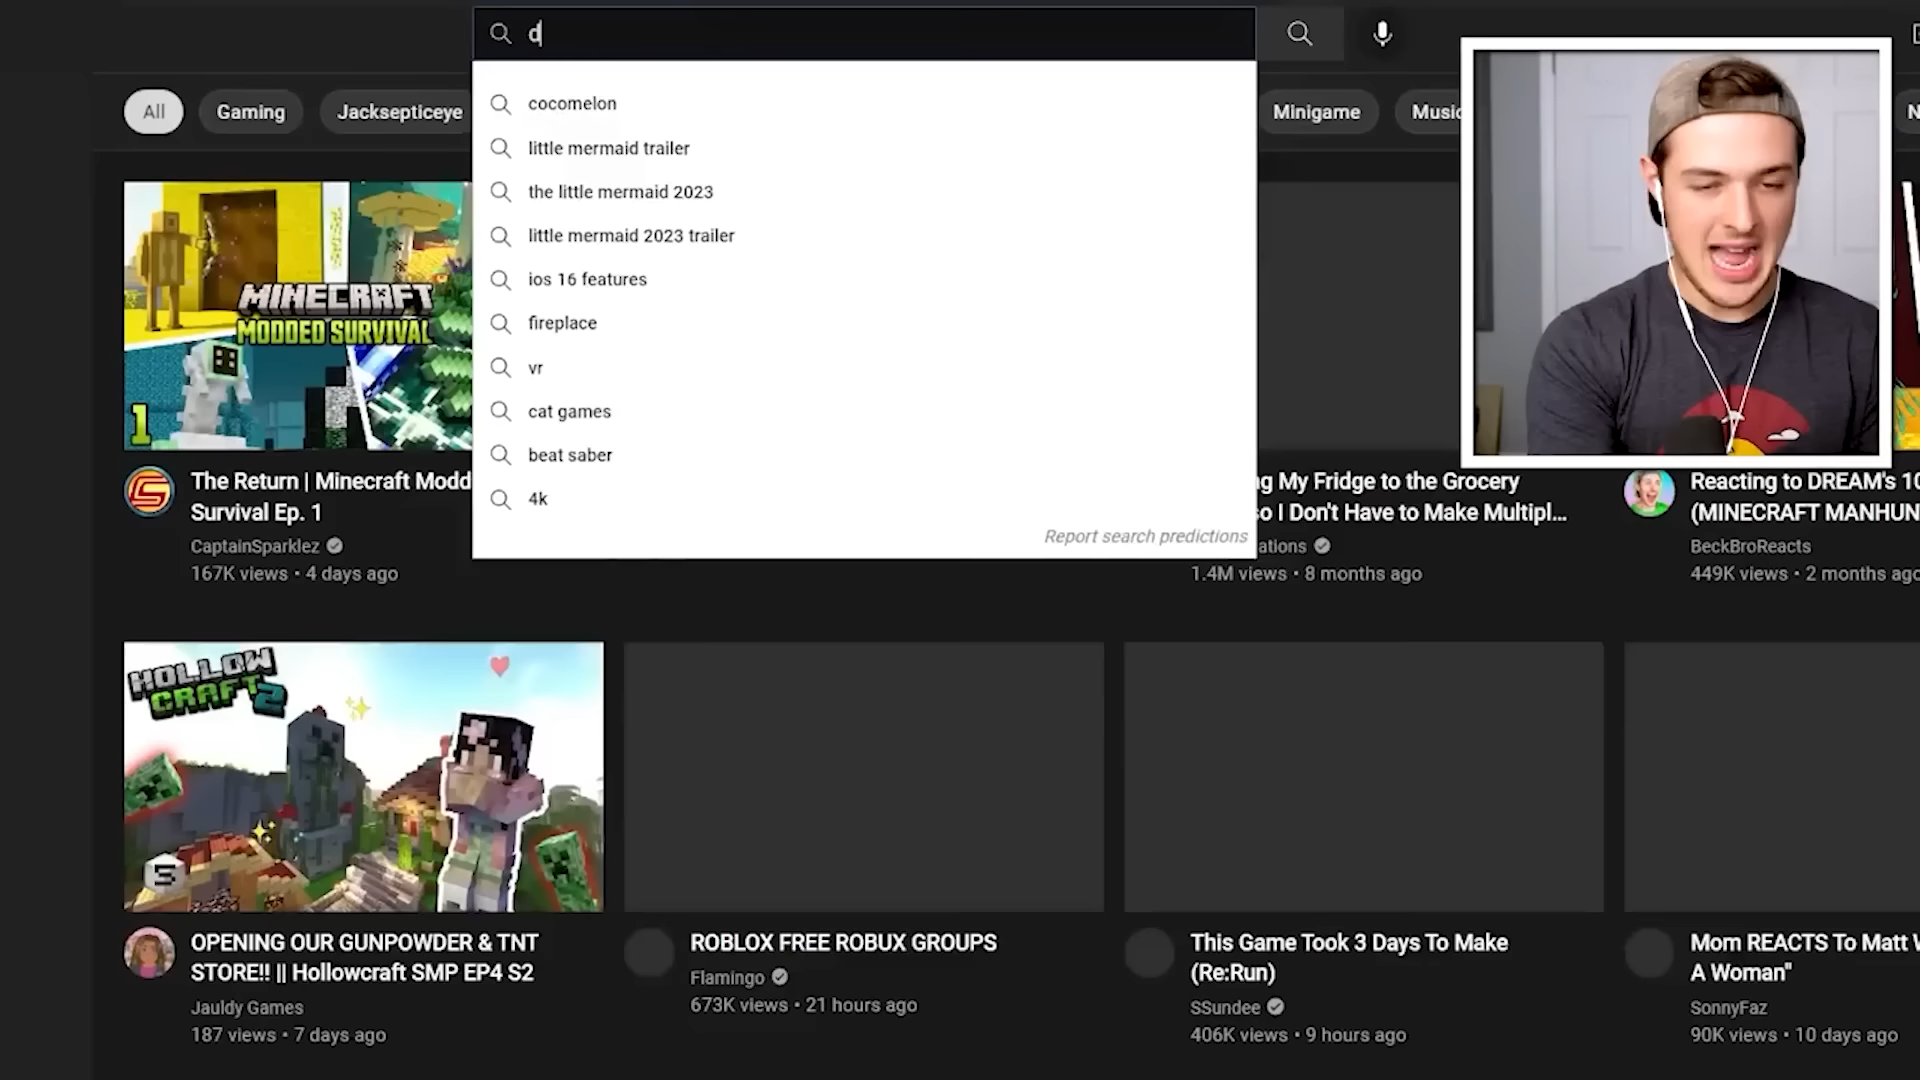 d
cocomelon
little mermaid trailer
the little mermaid 2023
little mermaid 2023 trailer
ios 16 features
fireplace
vr
cat games
beat saber
4k
Report search predictions
All
Gaming
Jacksepticeye
Minigame
Music
MINECRAFT
MODDED SURVIVAL
1
The Return | Minecraft Modd
Survival Ep. 1
CaptainSparklez
167K views • 4 days ago
ng My Fridge to the Grocery
so I Don't Have to Make Multipl...
ations
1.4M views • 8 months ago
Reacting to DREAM's 10
(MINECRAFT MANHUN
BeckBroReacts
449K views • 2 months ago
HOLLOW
CRAFT 2
S
OPENING OUR GUNPOWDER & TNT
STORE!! || Hollowcraft SMP EP4 S2
Jauldy Games
187 views • 7 days ago
ROBLOX FREE ROBUX GROUPS
Flamingo
673K views • 21 hours ago
This Game Took 3 Days To Make
(Re:Run)
SSundee
406K views • 9 hours ago
Mom REACTS To Matt W
A Woman"
SonnyFaz
90K views • 10 days ago